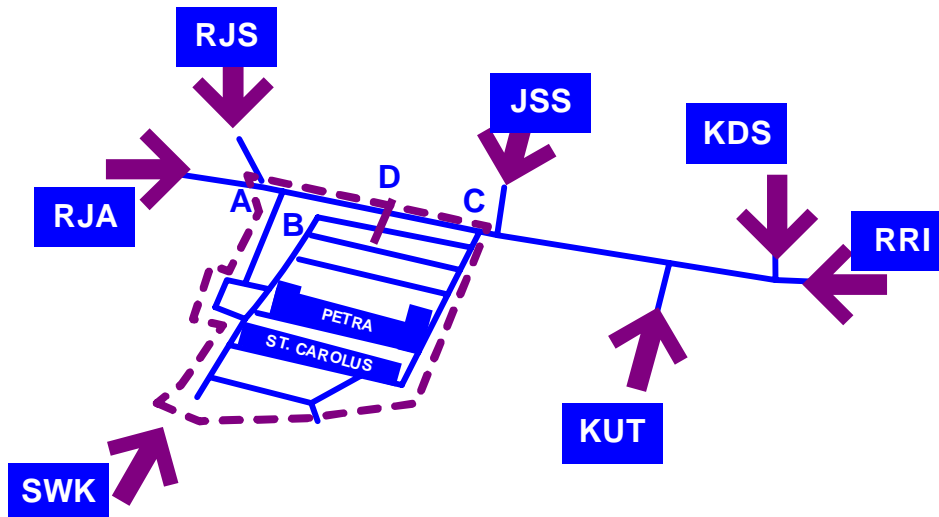 RJS
JSS
KDS
D
A
C
RJA
B
RRI
PETRA
ST. CAROLUS
KUT
SWK